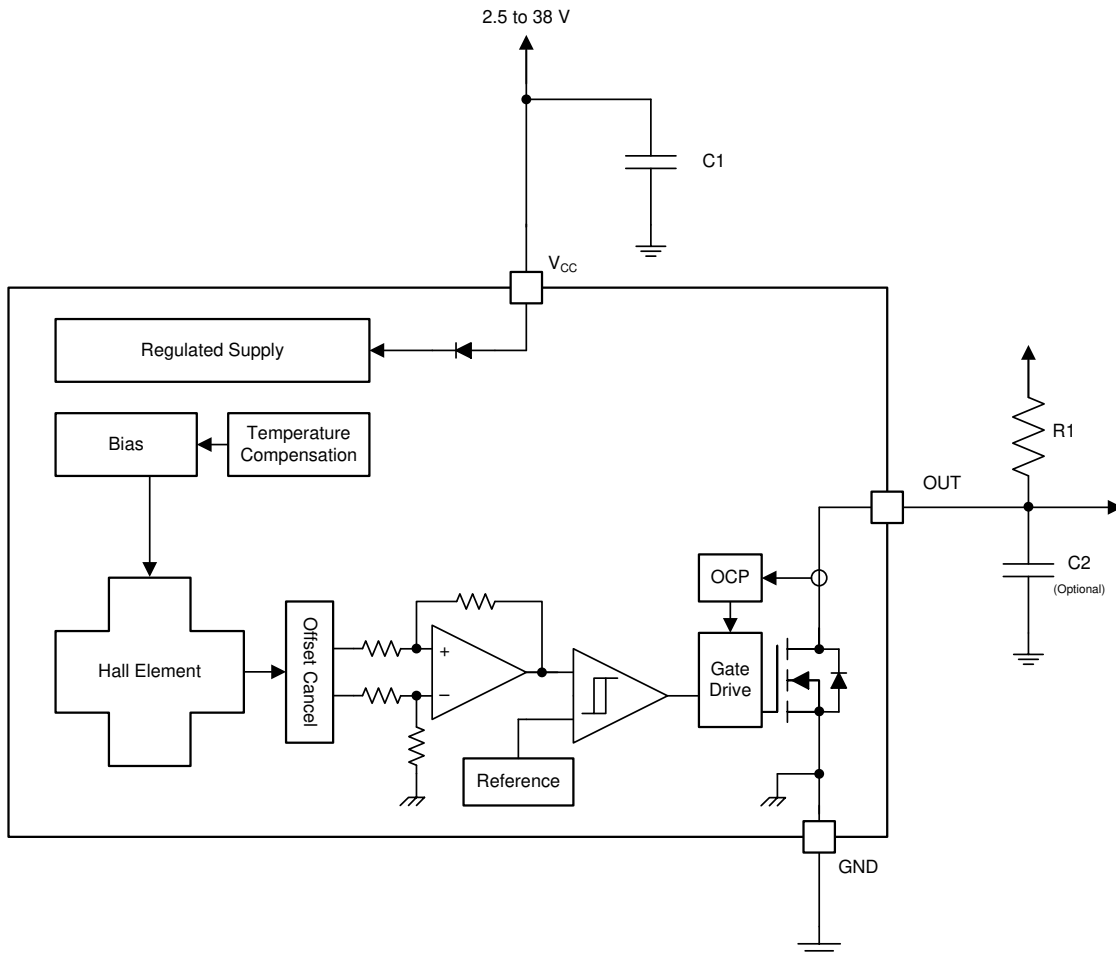 2.5 to 38 V
C1
VCC
Regulated Supply
Bias
Temperature
Compensation
R1
OUT
C2
(Optional)
OCP
Hall Element
Offset Cancel
+
−
Gate
Drive
Reference
GND